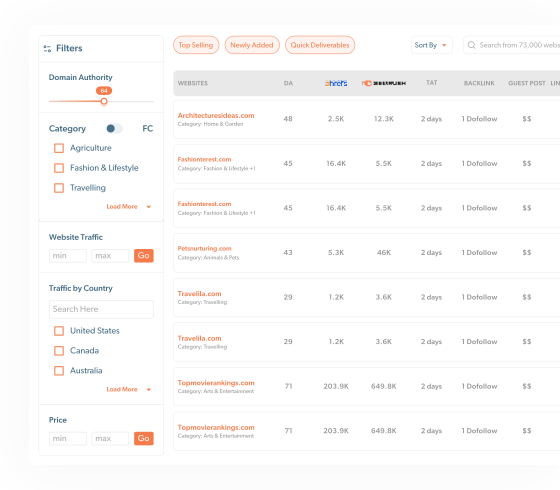 Filters
Domain Authority
64
Category FC
Agriculture
Fashion & Lifestyle
Travelling
Load More
Website Traffic
min max Go
Traffic by Country
Search Here
United States
Canada
Australia
Load More
Price
min max Go
Top Selling Newly Added Quick Deliverables Sort By Search from 73,000 webs
WEBSITES DA ahrefs SEMRUSH TAT BACKLINK GUEST POST LIN
Architecturesideas.com 48 2.5K 12.3K 2 days 1 Dofollow $$
Category: Home & Garden
Fashionterest.com 45 16.4K 5.5K 2 days 1 Dofollow $$
Category: Fashion & Lifestyle +1
Fashionterest.com 45 16.4K 5.5K 2 days 1 Dofollow $$
Category: Fashion & Lifestyle +1
Petsnurturing.com 43 5.3K 46K 2 days 1 Dofollow $$
Category: Animals & Pets
Travelila.com 29 1.2K 3.6K 2 days 1 Dofollow $$
Category: Travelling
Travelila.com 29 1.2K 3.6K 2 days 1 Dofollow $$
Category: Travelling
Topmovierankings.com 71 203.9K 649.8K 2 days 1 Dofollow $$
Category: Arts & Entertainment
Topmovierankings.com 71 203.9K 649.8K 2 days 1 Dofollow $$
Category: Arts & Entertainment